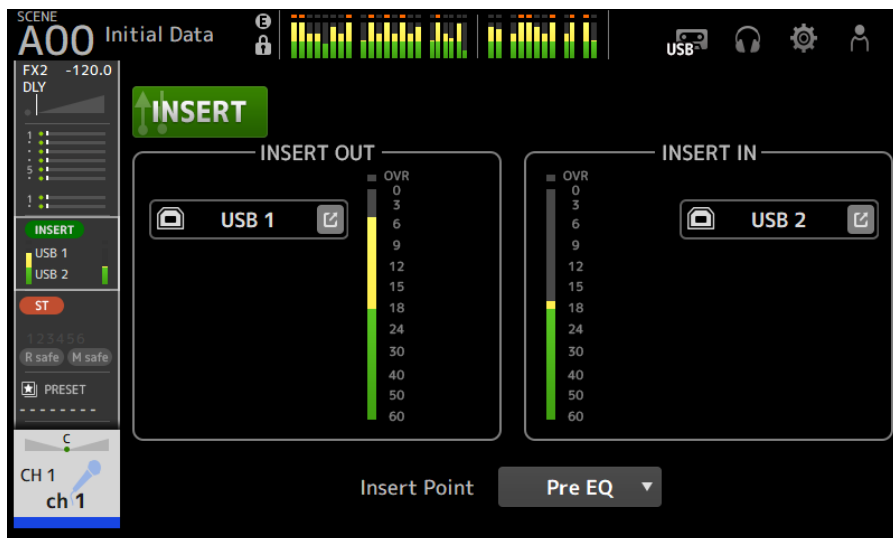 SCENE
A00 Initial Data
E
USB
FX2 -120.0
DLY
1
5
1
INSERT
USB 1
USB 2
ST
123456
R safe M safe
PRESET
--------
C
CH 1
ch 1
INSERT
INSERT OUT
USB 1
OVR
0
3
6
9
12
15
18
24
30
40
50
60
INSERT IN
OVR
0
3
6
9
12
15
18
24
30
40
50
60
USB 2
Insert Point Pre EQ